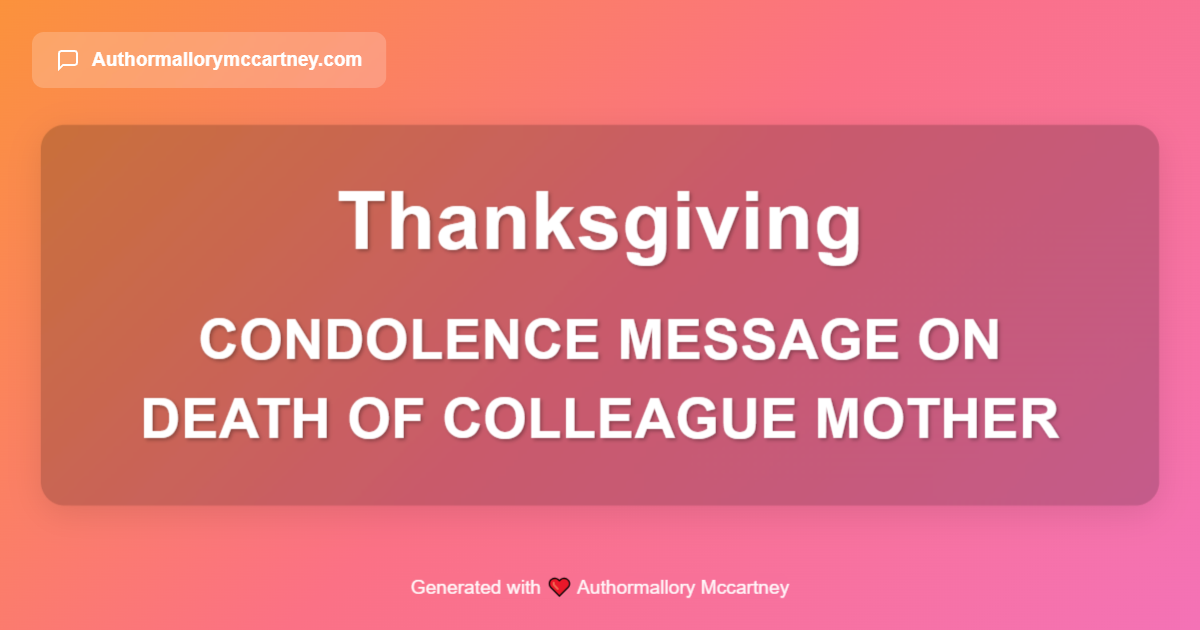 Authormallorymccartney.com
Thanksgiving
CONDOLENCE MESSAGE ON
DEATH OF COLLEAGUE MOTHER
Generated with ❤️ Authormallory Mccartney